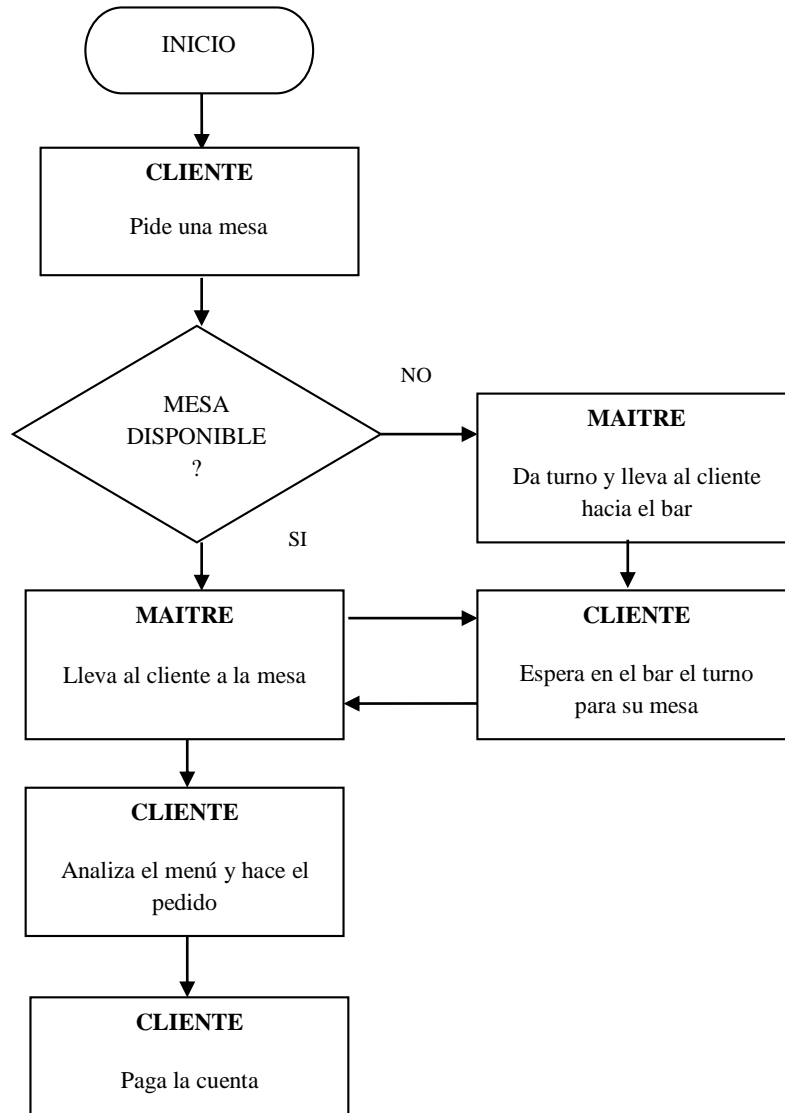 INICIO
CLIENTE
Pide una mesa
MESA
DISPONIBLE
?
NO
MAITRE
Da turno y lleva al cliente
hacia el bar
SI
MAITRE
Lleva al cliente a la mesa
CLIENTE
Espera en el bar el turno
para su mesa
CLIENTE
Analiza el menú y hace el
pedido
CLIENTE
Paga la cuenta